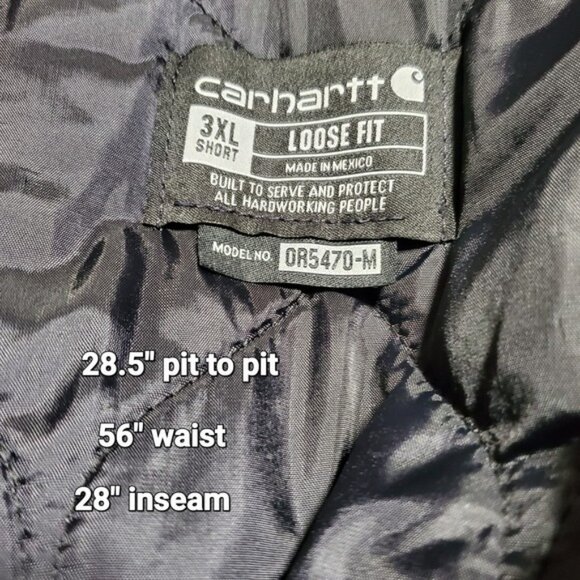 carhartt
3XL
SHORT
LOOSE FIT
MADE IN MEXICO
BUILT TO SERVE AND PROTECT
ALL HARDWORKING PEOPLE
MODEL NO. OR5470-M
28.5" pit to pit
56" waist
28" inseam